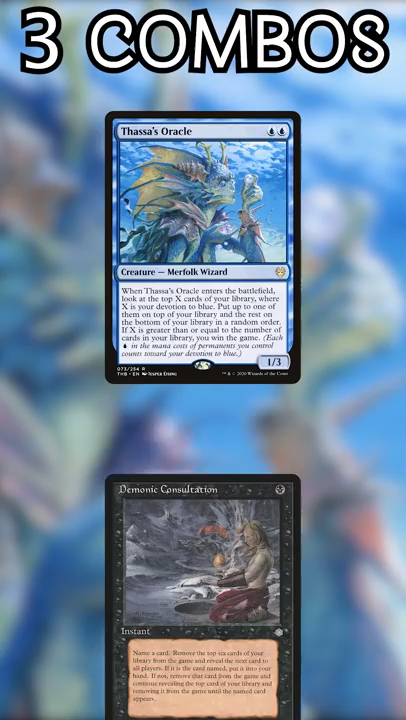 3 COMBOS
Thassa's Oracle
Creature — Merfolk Wizard
When Thassa's Oracle enters the battlefield,
look at the top X cards of your library, where
X is your devotion to blue. Put up to one of
them on top of your library and the rest on
the bottom of your library in a random order.
If X is greater than or equal to the number of
cards in your library, you win the game. (Each
in the mana costs of permanents you control
counts toward your devotion to blue.)
1/3
073/254 R
THB • EN Jesper Ejsing
™ & © 2020 Wizards of the Coast
Demonic Consultation
Instant
Name a card. Remove the top six cards of your
library from the game and reveal the next card to
all players. If it is the card named, put it into your
hand. If not, remove that card from the game and
continue revealing the top card of your library and
removing it from the game until the named card
appears.